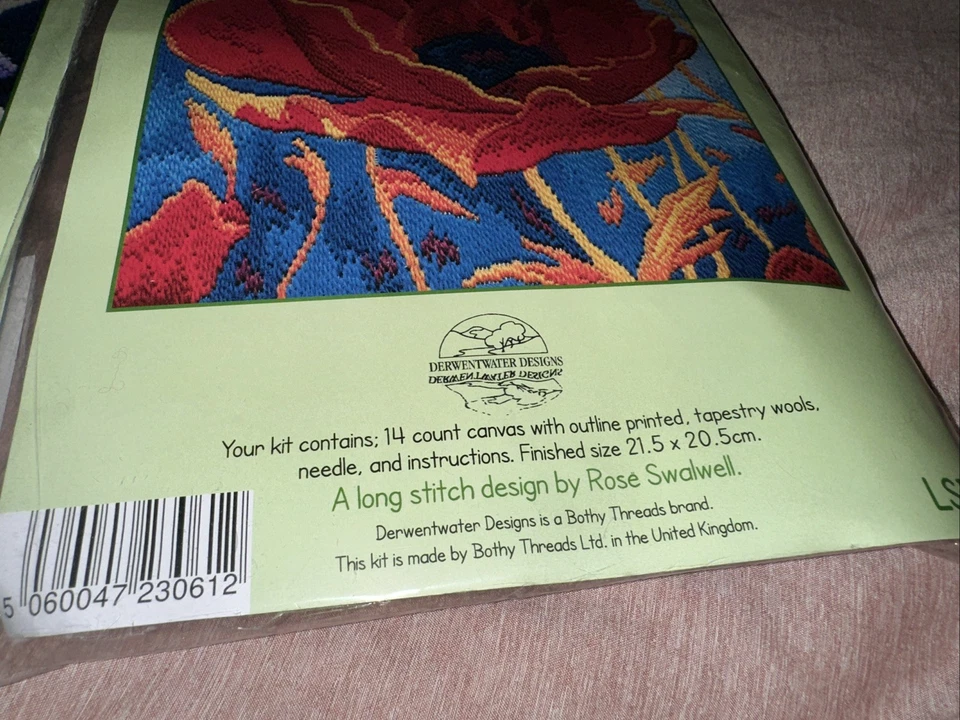 DERWENTWATER DESIGNS
DERWENTWATER DESIGNS
Your kit contains; 14 count canvas with outline printed, tapestry wools,
needle, and instructions. Finished size 21.5 x 20.5cm.
A long stitch design by Rose Swalwell.
Derwentwater Designs is a Bothy Threads brand.
This kit is made by Bothy Threads Ltd. in the United Kingdom.
5 060047 230612